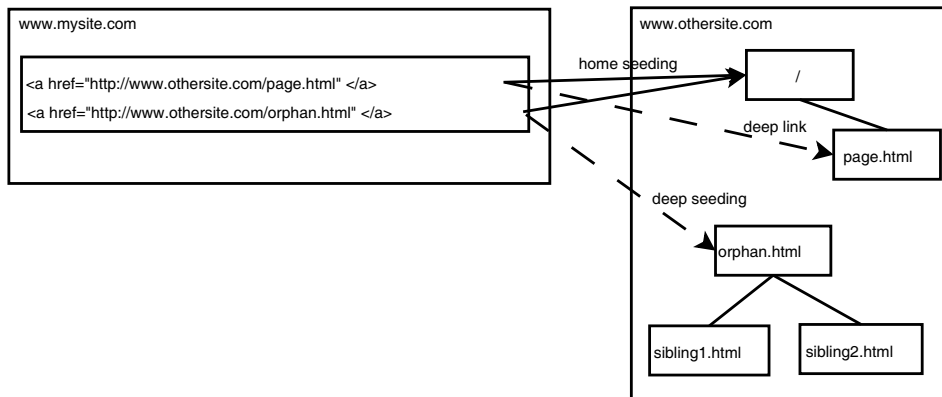 www.mysite.com
<a href="http://www.othersite.com/page.html" </a>
<a href="http://www.othersite.com/orphan.html" </a>
home seeding
deep link
deep seeding
www.othersite.com
/
page.html
orphan.html
sibling1.html
sibling2.html